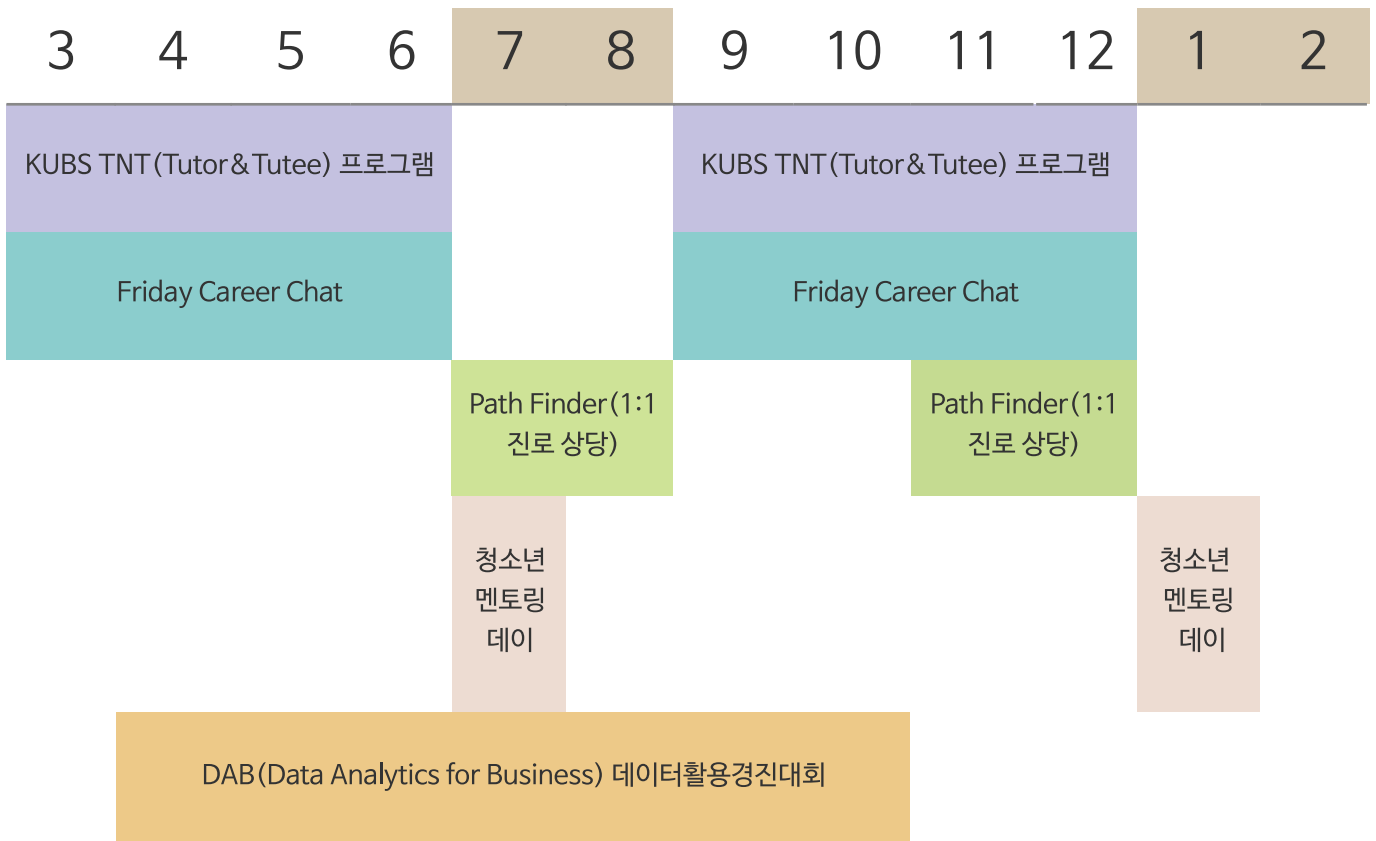 3 4 5 6 7 8 9 10 11 12 1 2
KUBS TNT(Tutor&Tutee) 프로그램 KUBS TNT(Tutor&Tutee) 프로그램
Friday Career Chat Friday Career Chat
Path Finder(1:1 Path Finder(1:1
진로 상당) 진로 상당)
청소년 청소년
멘토링 멘토링
데이 데이
DAB(Data Analytics for Business) 데이터활용경진대회